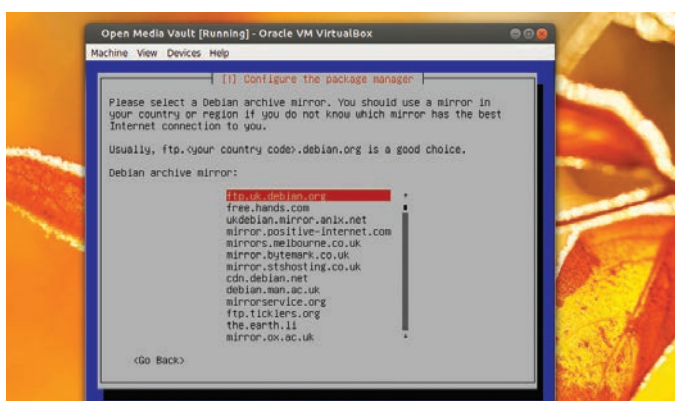 Open Media Vault [Running] - Oracle VM VirtualBox
Machine View Devices Help
[!] Configure the package manager
Please select a Debian archive mirror. You should use a mirror in
your country or region if you do not know which mirror has the best
Internet connection to you.
Usually, ftp.<your country code>.debian.org is a good choice.
Debian archive mirror:
ftp.uk.debian.org
free.hands.com
ukdebian.mirror.anlx.net
mirror.positive-internet.com
mirrors.melbourne.co.uk
mirror.bytemark.co.uk
mirror.stshosting.co.uk
cdn.debian.net
debian.man.ac.uk
mirrorservice.org
ftp.ticklers.org
the.earth.li
mirror.ox.ac.uk
<Go Back>